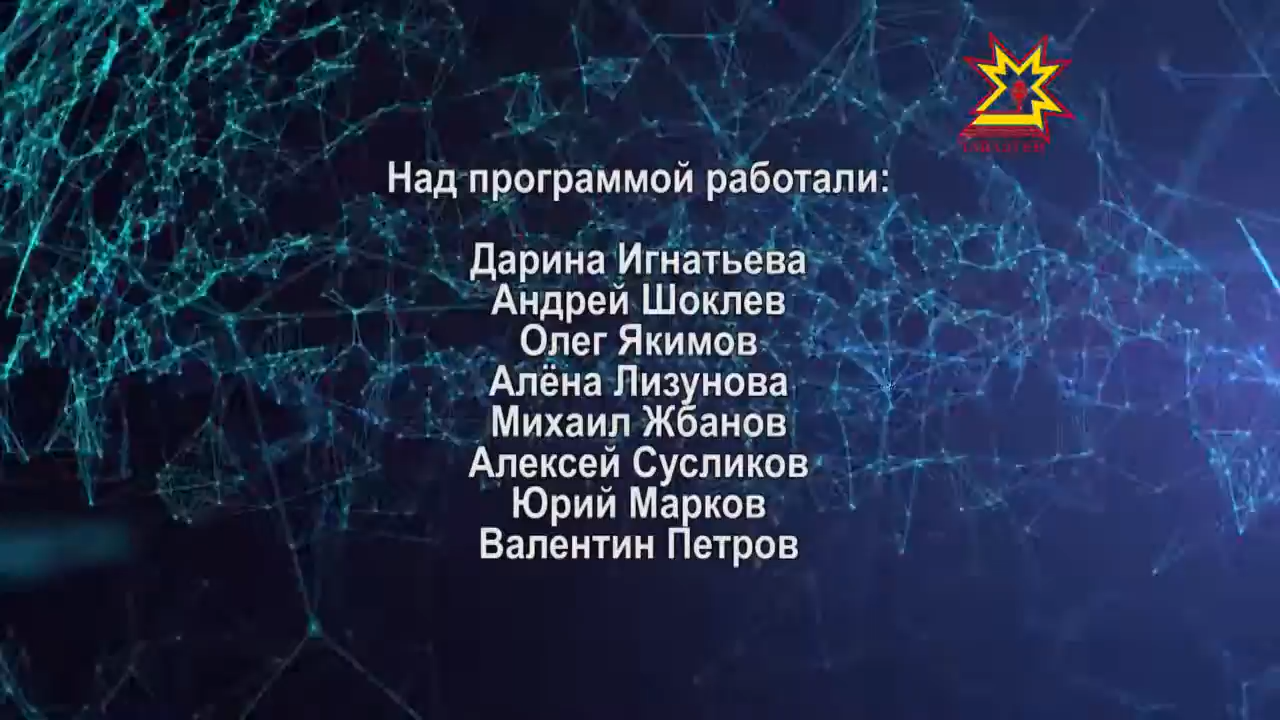 Над программой работали:
Дарина Игнатьева
Андрей Шоклев
Олег Якимов
Алёна Лизунова
Михаил Жбанов
Алексей Сусликов
Юрий Марков
Валентин Петров